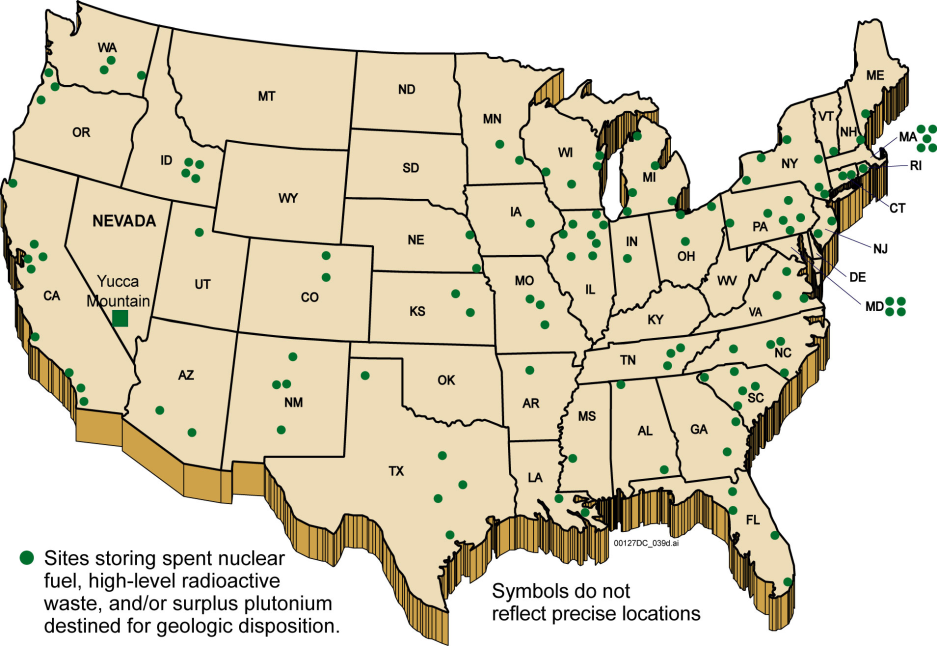 WA
MT
ND
MN
ME
VT
NH
MA
OR
ID
SD
WI
MI
NY
RI
WY
CT
NEVADA
IA
PA
NE
NJ
IN
OH
UT
Yucca
Mountain
CO
MO
IL
WV
DE
MD
CA
KS
VA
KY
AZ
TN
NC
OK
NM
AR
SC
MS
AL
GA
TX
LA
FL
00127DC_039d.ai
Sites storing spent nuclear
fuel, high-level radioactive
waste, and/or surplus plutonium
destined for geologic disposition.
Symbols do not
reflect precise locations